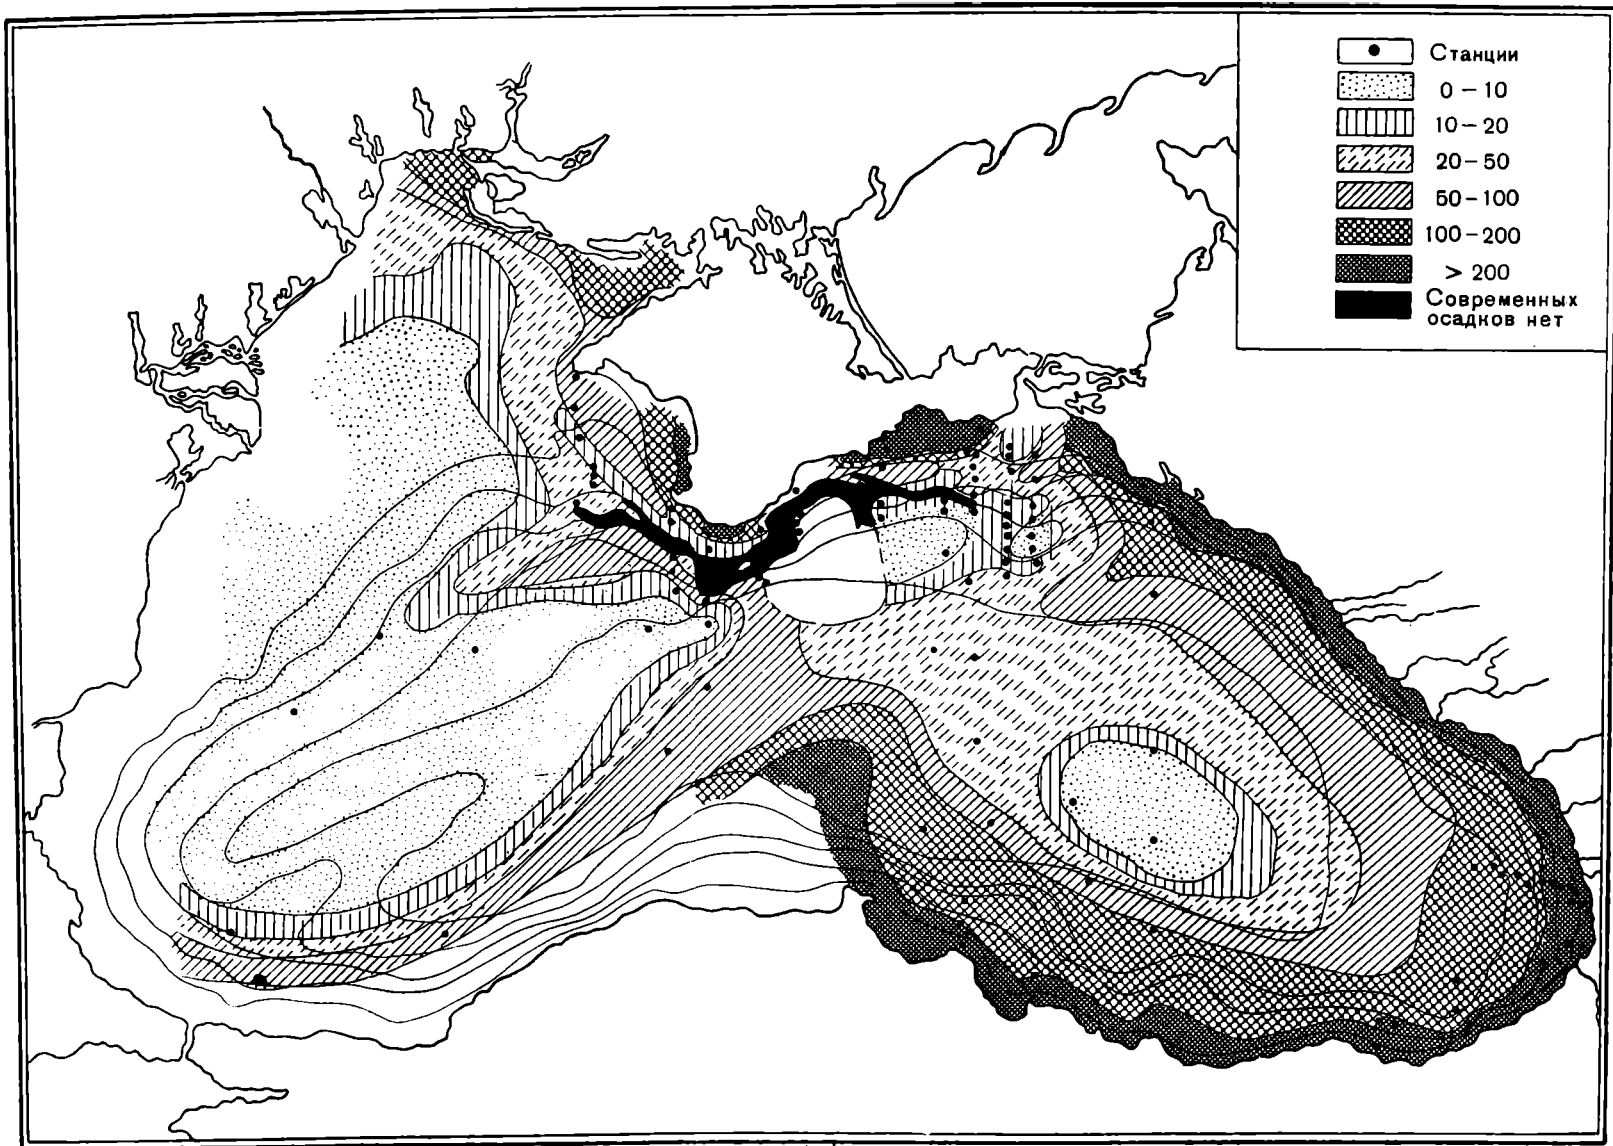 Станции
0 – 10
10 – 20
20 – 50
50 – 100
100 – 200
> 200
Современных
осадков нет